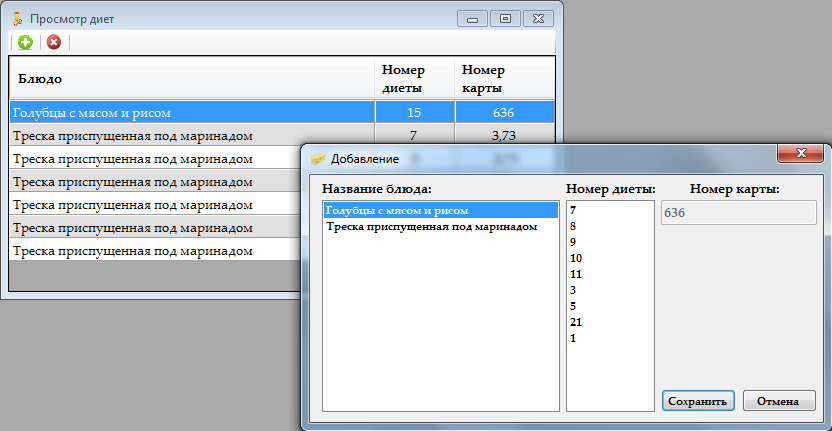 Просмотр диет
Блюдо Номер диеты Номер карты
Голубцы с мясом и рисом 15 636
Треска приспущенная под маринадом 7 3,73
Треска приспущенная под маринадом
Треска приспущенная под маринадом
Треска приспущенная под маринадом
Треска приспущенная под маринадом
Треска приспущенная под маринадом
Добавление
Название блюда: Номер диеты: Номер карты:
Голубцы с мясом и рисом 7 636
Треска приспущенная под маринадом 8
9
10
11
3
5
21
1
Сохранить Отмена